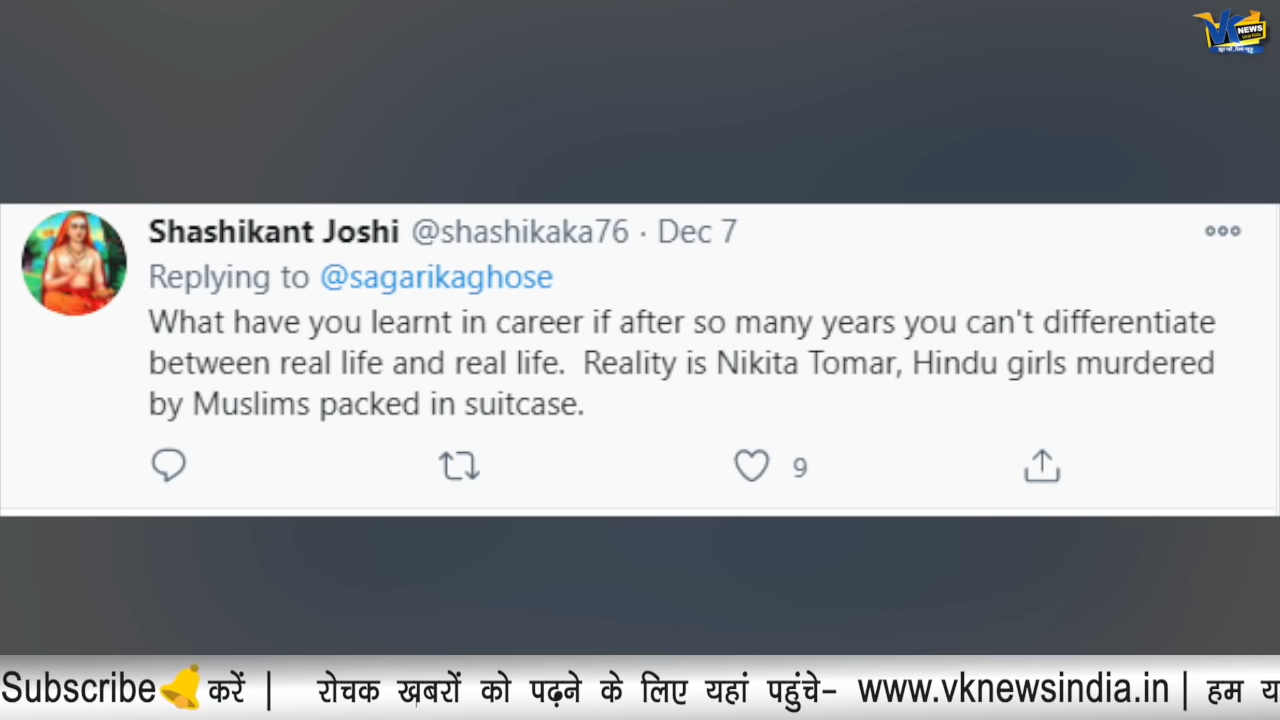 VK NEWS
Shashikant Joshi @shashikaka76 · Dec 7
Replying to @sagarikaghose
What have you learnt in career if after so many years you can't differentiate
between real life and real life. Reality is Nikita Tomar, Hindu girls murdered
by Muslims packed in suitcase.
9
Subscribe करें | रोचक ख़बरों को पढ़ने के लिए यहां पहुंचे- www.vknewsindia.in | हम य